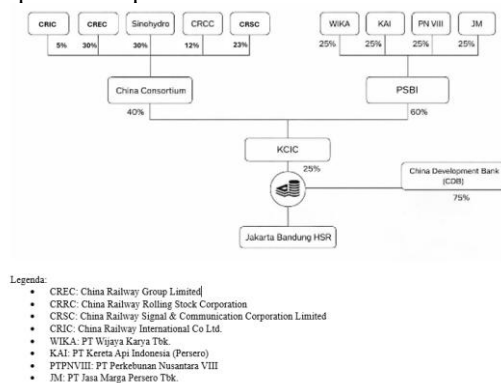 CRIC CREC Sinohydro CRCC CRSC WIKA KAI PN VIII JM
5% 30% 30% 12% 23% 25% 25% 25% 25%
China Consortium PSBI
40% 60%
KCIC
25%
China Development Bank
(CDB)
75%
Jakarta Bandung HSR
Legenda:
• CREC: China Railway Group Limited
• CRRC: China Railway Rolling Stock Corporation
• CRSC: China Railway Signal & Communication Corporation Limited
• CRIC: China Railway International Co Ltd.
• WIKA: PT Wijaya Karya Tbk.
• KAI: PT Kereta Api Indonesia (Persero)
• PTPNVIII: PT Perkebunan Nusantara VIII
• JM: PT Jasa Marga Persero Tbk.